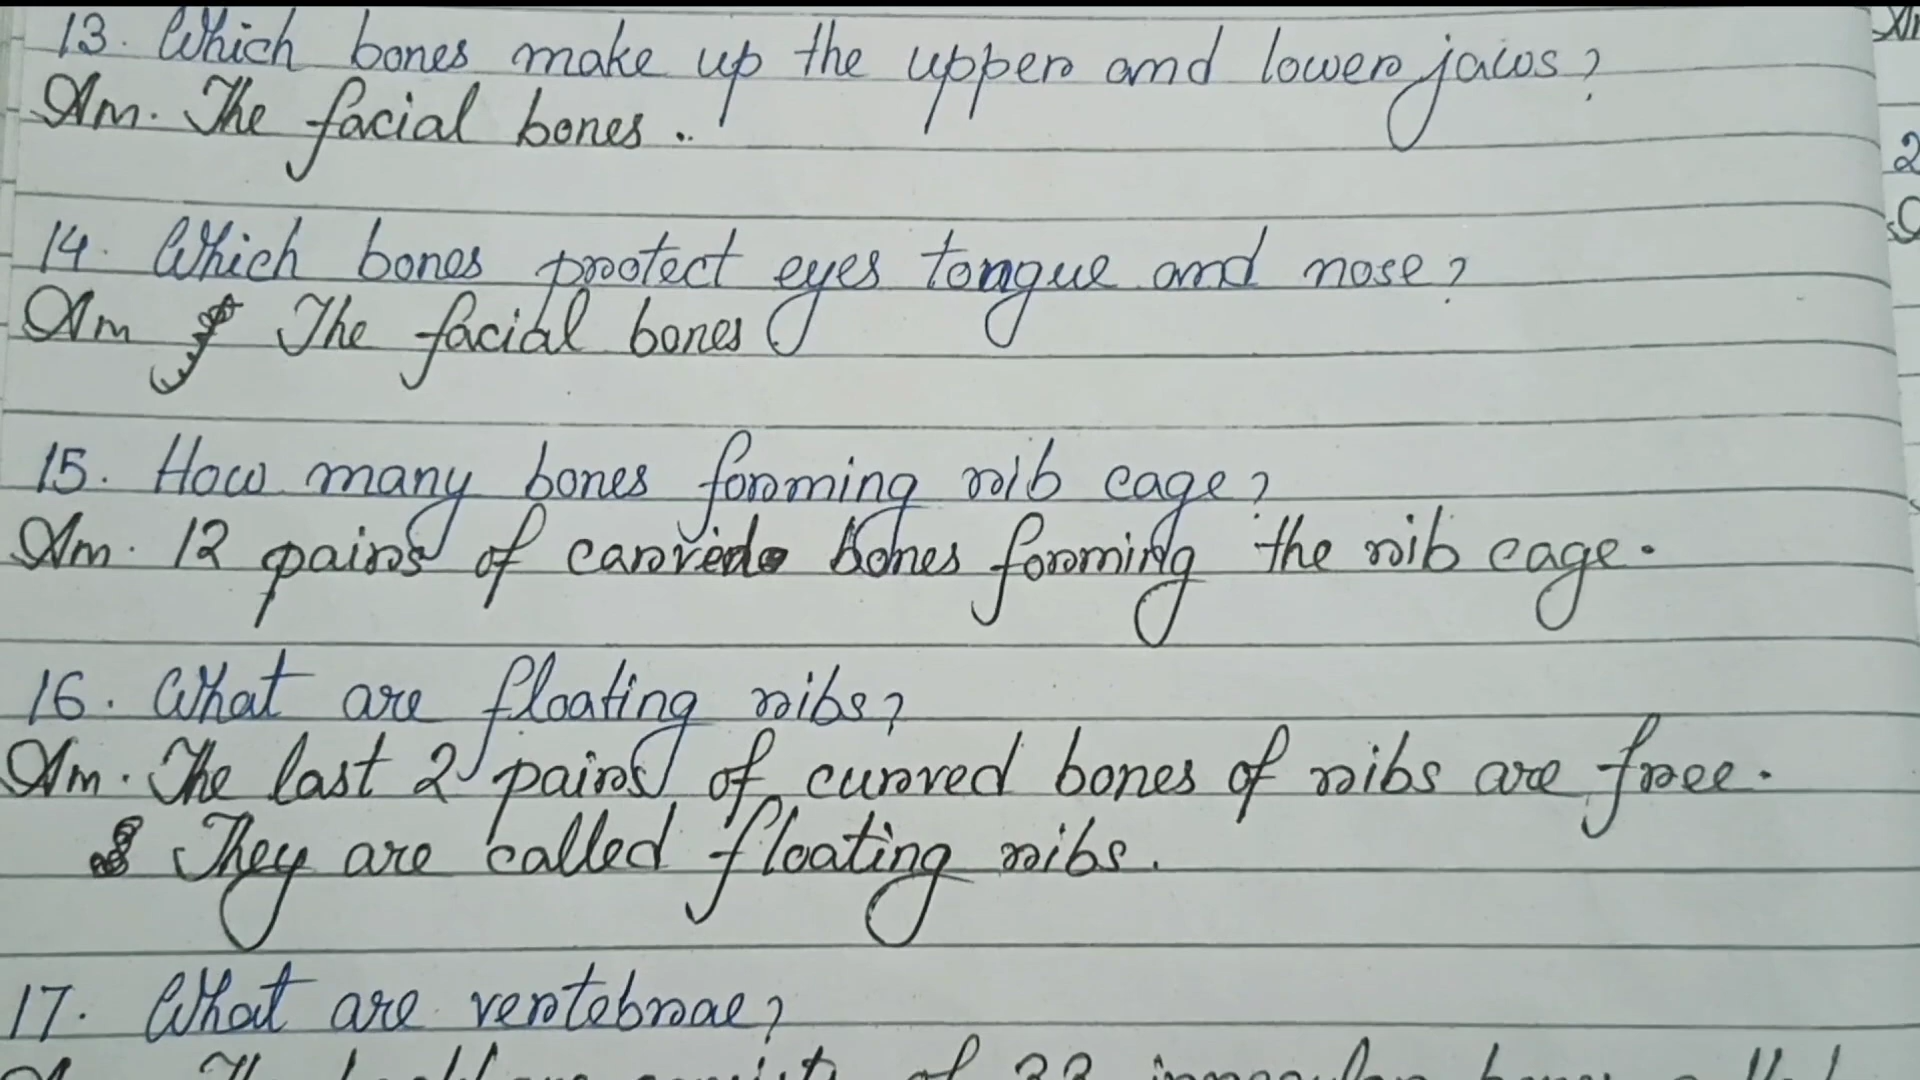 13. Which bones make up the upper and lower jaws?
Ans. The facial bones.
14. Which bones protect eyes tongue and nose?
Ans The facial bones
15. How many bones forming rib cage?
Ans. 12 pairs of carved bones forming the rib cage.
16. What are floating ribs?
Ans. The last 2 pairs of curved bones of ribs are free.
They are called floating ribs.
17. What are vertebrae?
2